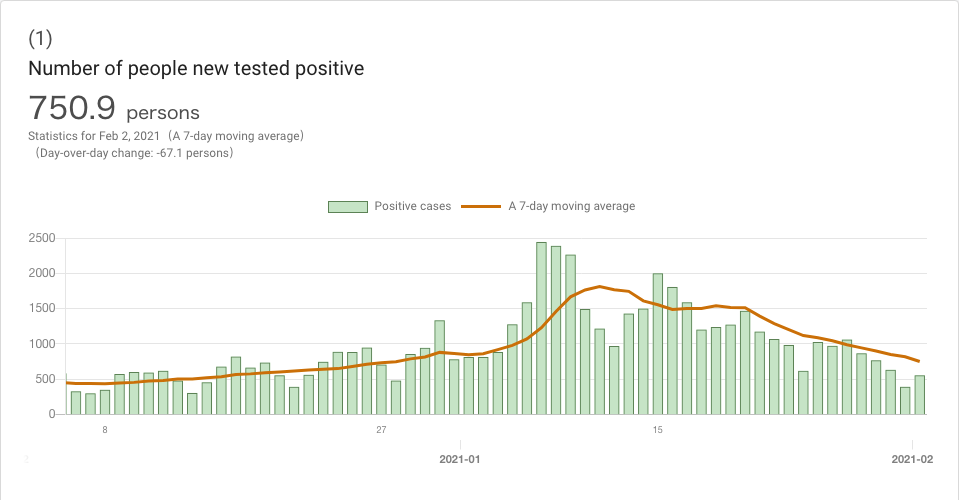 (1)
Number of people new tested positive
750.9 persons
Statistics for Feb 2, 2021 (A 7-day moving average)
(Day-over-day change: -67.1 persons)
Positive cases A 7-day moving average
2500
2000
1500
1000
500
0
8 27 15
2021-01 2021-02